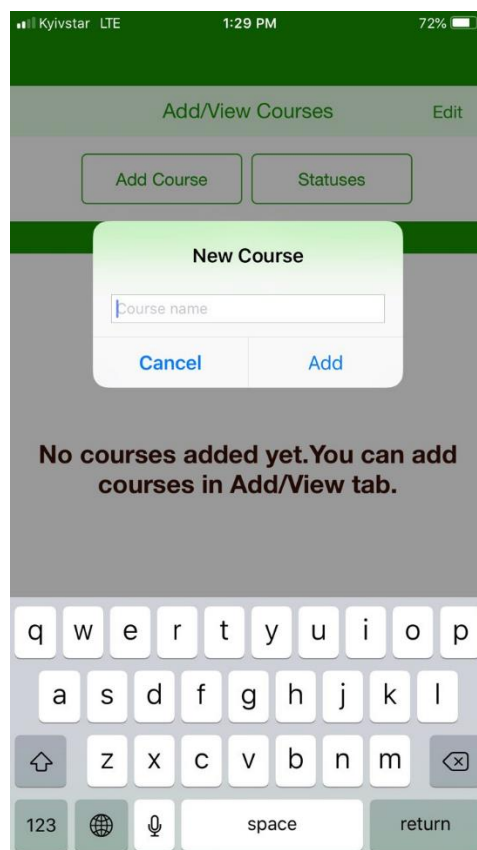 Kyivstar LTE 1:29 PM 72%
Add/View Courses Edit
Add Course Statuses
New Course
Course name
Cancel Add
No courses added yet.You can add
courses in Add/View tab.
q w e r t y u i o p
a s d f g h j k l
z x c v b n m
123 space return